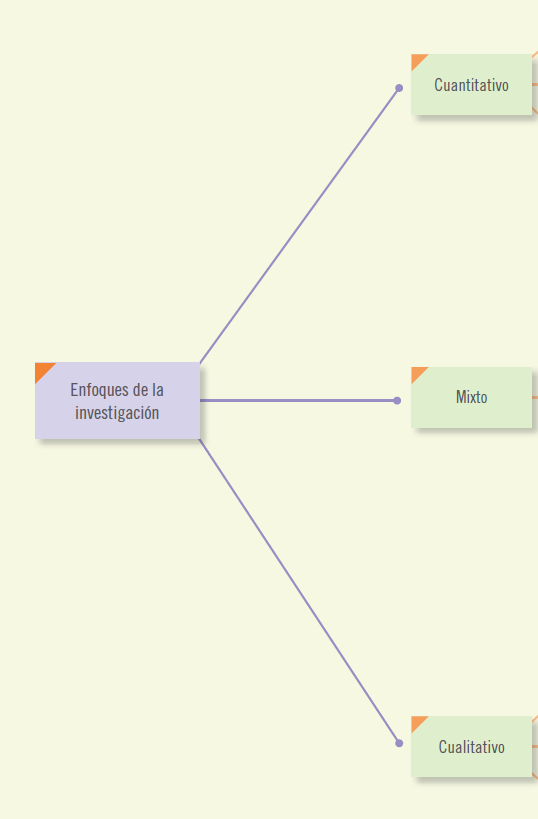 Cuantitativo
Enfoques de la
investigación
Mixto
Cualitativo